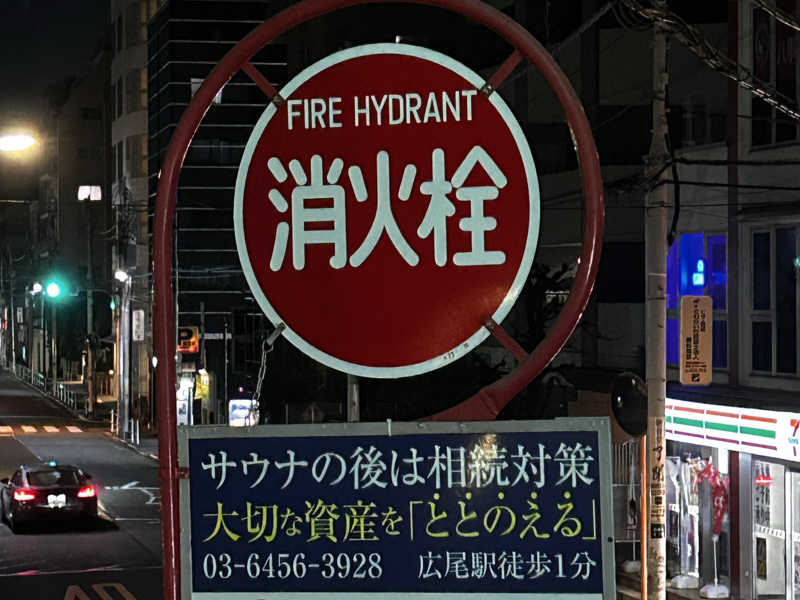 FIRE HYDRANT
消火栓
サウナの後は相続対策
大切な資産を「ととのえる」
03-6456-3928 広尾駅徒歩1分